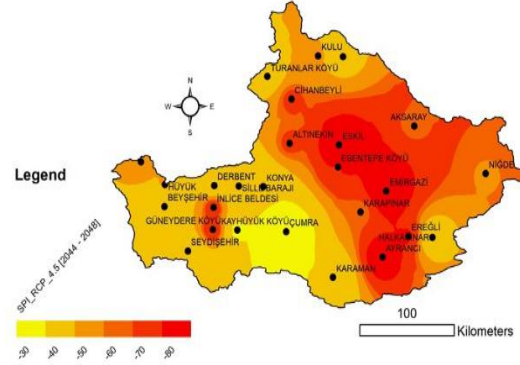 KULU
TURANLAR KÖYÜ
N
W E
S
CİHANBEYLİ
AKSARAY
ALTINEKİN
ESKİL
ESENTEPE KÖYÜ
NİĞDE
Legend
DERBENT
KONYA
HÜYÜK
SİLLE BARAJI
EMİRGAZİ
BEYŞEHİR
İNLİCE BELDESİ
KARAPINAR
GÜNEYDERE KÖYÜ
KAYHÜYÜK KÖYÜ
ÇUMRA
EREĞLİ
HALKAPINAR
SEYDİŞEHİR
AYRANCI
KARAMAN
SPI_RCP_4.5 [2044 - 2048]
100
Kilometers
-30 -40 -50 -60 -70 -80